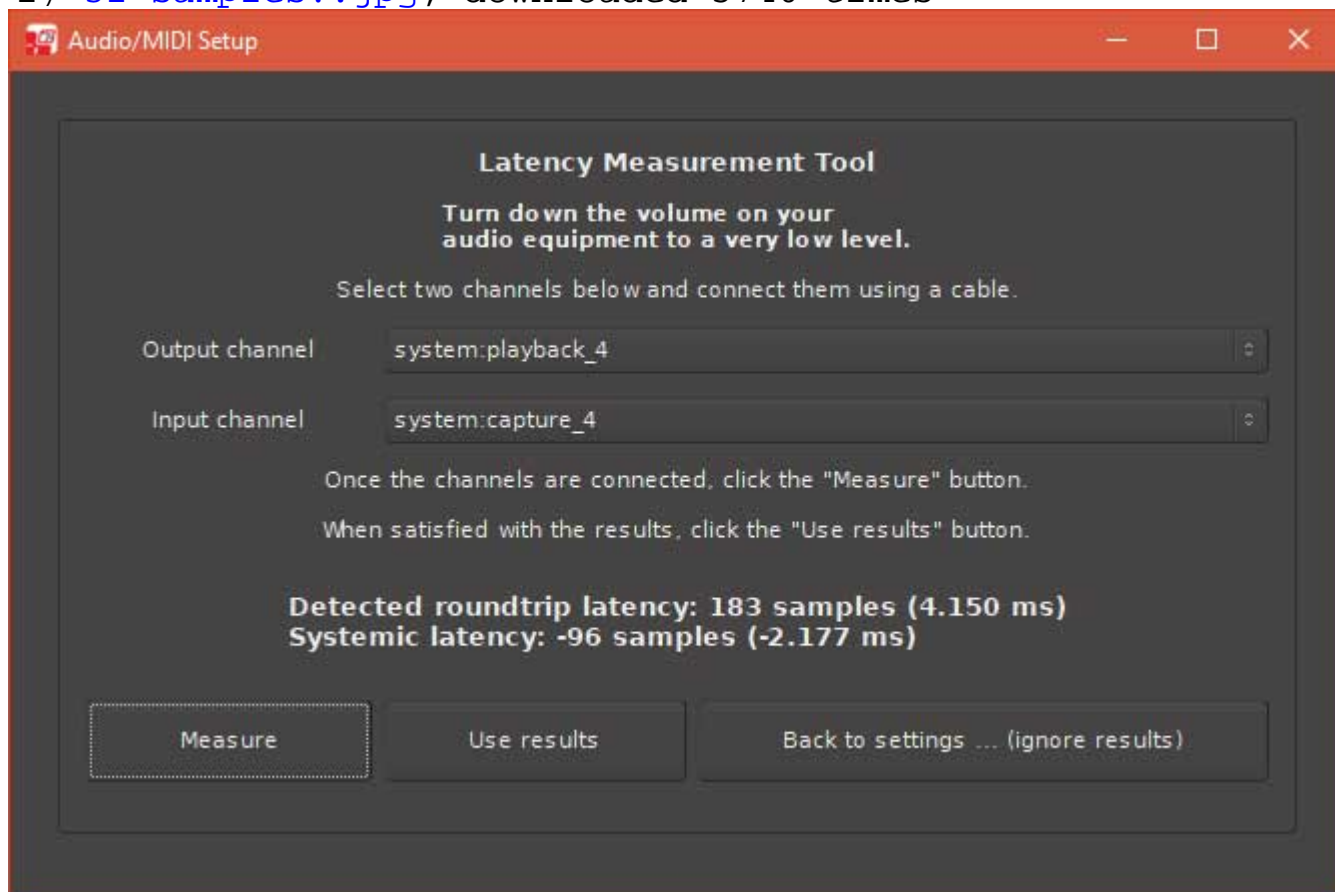 Audio/MIDI Setup
Latency Measurement Tool
Turn down the volume on your
audio equipment to a very low level.
Select two channels below and connect them using a cable.
Output channel system:playback_4
Input channel system:capture_4
Once the channels are connected, click the "Measure" button.
When satisfied with the results, click the "Use results" button.
Detected roundtrip latency: 183 samples (4.150 ms)
Systemic latency: -96 samples (-2.177 ms)
Measure Use results Back to settings ... (ignore results)